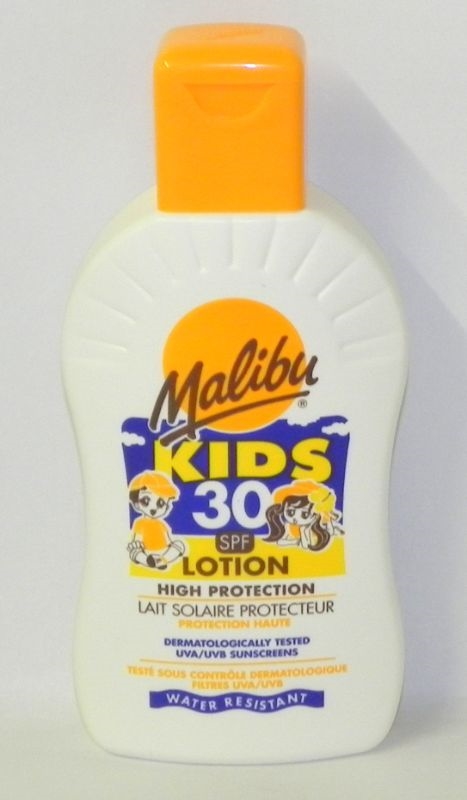 Malibu®
KIDS
30
SPF
LOTION
HIGH PROTECTION
LAIT SOLAIRE PROTECTEUR
PROTECTION HAUTE
DERMATOLOGICALLY TESTED
UVA/UVB SUNSCREENS
TESTÉ SOUS CONTRÔLE DERMATOLOGIQUE
FILTRES UVA/UVB
WATER RESISTANT